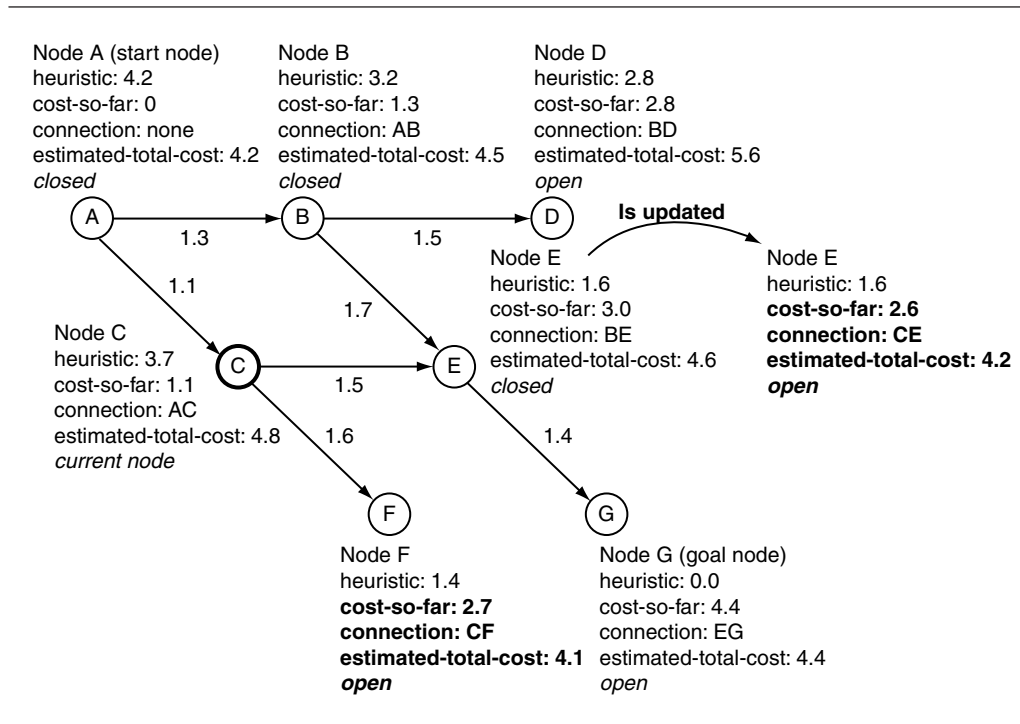 Node A (start node)
heuristic: 4.2
cost-so-far: 0
connection: none
estimated-total-cost: 4.2
closed
Node B
heuristic: 3.2
cost-so-far: 1.3
connection: AB
estimated-total-cost: 4.5
closed
Node D
heuristic: 2.8
cost-so-far: 2.8
connection: BD
estimated-total-cost: 5.6
open
A
B
D
1.3
1.5
Is updated
1.1
1.7
Node E
heuristic: 1.6
cost-so-far: 3.0
connection: BE
estimated-total-cost: 4.6
closed
Node E
heuristic: 1.6
cost-so-far: 2.6
connection: CE
estimated-total-cost: 4.2
open
Node C
heuristic: 3.7
cost-so-far: 1.1
connection: AC
estimated-total-cost: 4.8
current node
C
E
1.5
1.6
1.4
F
G
Node F
heuristic: 1.4
cost-so-far: 2.7
connection: CF
estimated-total-cost: 4.1
open
Node G (goal node)
heuristic: 0.0
cost-so-far: 4.4
connection: EG
estimated-total-cost: 4.4
open